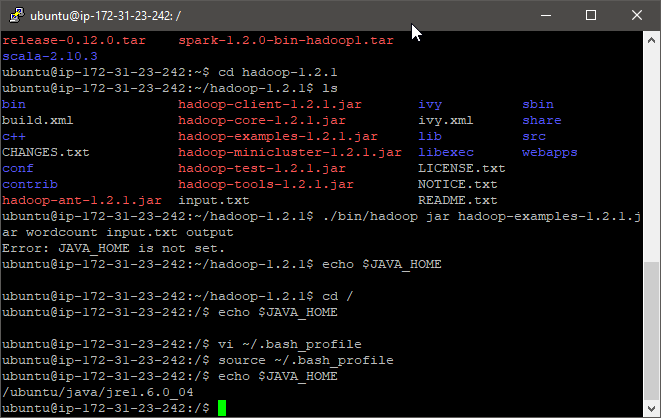 ubuntu@ip-172-31-23-242: /
release-0.12.0.tar    spark-1.2.0-bin-hadoop1.tar
scala-2.10.3
ubuntu@ip-172-31-23-242:~$ cd hadoop-1.2.1
ubuntu@ip-172-31-23-242:~/hadoop-1.2.1$ ls
bin                   hadoop-client-1.2.1.jar       ivy          sbin
build.xml             hadoop-core-1.2.1.jar         ivy.xml      share
c++                   hadoop-examples-1.2.1.jar     lib          src
CHANGES.txt           hadoop-minicluster-1.2.1.jar  libexec      webapps
conf                  hadoop-test-1.2.1.jar         LICENSE.txt
contrib               hadoop-tools-1.2.1.jar        NOTICE.txt
hadoop-ant-1.2.1.jar  input.txt                     README.txt
ubuntu@ip-172-31-23-242:~/hadoop-1.2.1$ ./bin/hadoop jar hadoop-examples-1.2.1.j
ar wordcount input.txt output
Error: JAVA_HOME is not set.
ubuntu@ip-172-31-23-242:~/hadoop-1.2.1$ echo $JAVA_HOME
ubuntu@ip-172-31-23-242:~/hadoop-1.2.1$ cd /
ubuntu@ip-172-31-23-242:/$ echo $JAVA_HOME
ubuntu@ip-172-31-23-242:/$ vi ~/.bash_profile
ubuntu@ip-172-31-23-242:/$ source ~/.bash_profile
ubuntu@ip-172-31-23-242:/$ echo $JAVA_HOME
/ubuntu/java/jre1.6.0_04
ubuntu@ip-172-31-23-242:/$